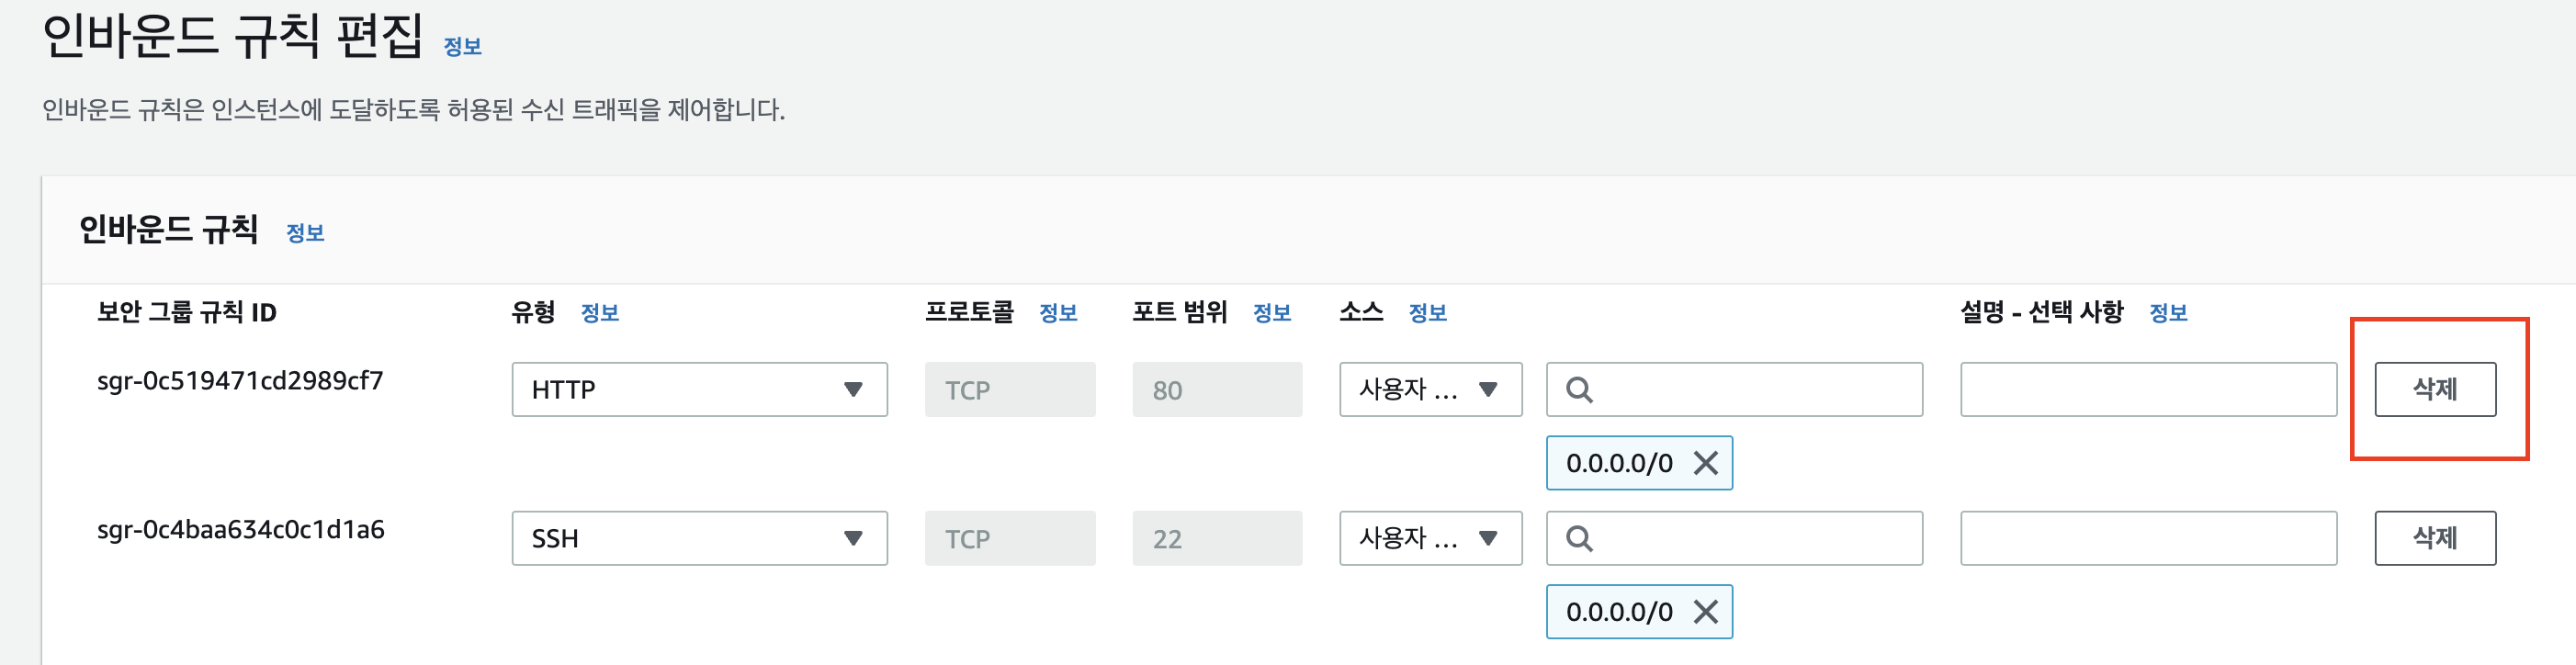 인바운드 규칙 편집 정보
인바운드 규칙은 인스턴스에 도달하도록 허용된 수신 트래픽을 제어합니다.
인바운드 규칙 정보
보안 그룹 규칙 ID 유형 정보 프로토콜 정보 포트 범위 정보 소스 정보 설명 - 선택 사항 정보
sgr-0c519471cd2989cf7 HTTP TCP 80 사용자 ... 삭제
0.0.0.0/0
sgr-0c4baa634c0c1d1a6 SSH TCP 22 사용자 ... 삭제
0.0.0.0/0